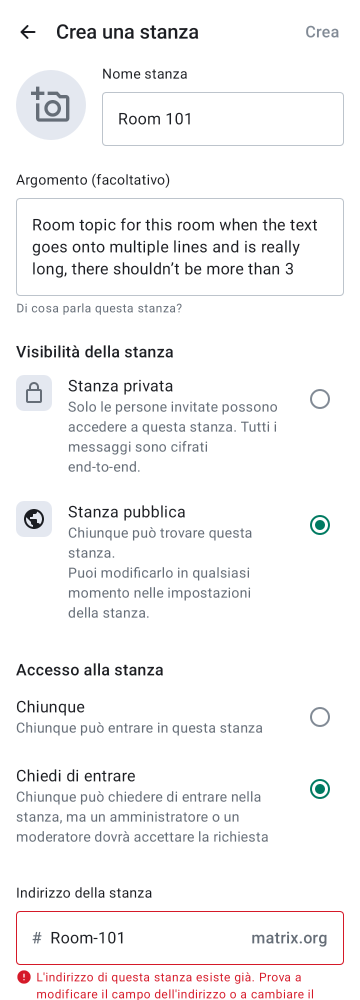 Crea una stanza
Crea
Nome stanza
Room 101
Argomento (facoltativo)
Room topic for this room when the text
goes onto multiple lines and is really
long, there shouldn’t be more than 3
Di cosa parla questa stanza?
Visibilità della stanza
Stanza privata
Solo le persone invitate possono
accedere a questa stanza. Tutti i
messaggi sono cifrati
end-to-end.
Stanza pubblica
Chiunque può trovare questa
stanza.
Puoi modificarlo in qualsiasi
momento nelle impostazioni
della stanza.
Accesso alla stanza
Chiunque
Chiunque può entrare in questa stanza
Chiedi di entrare
Chiunque può chiedere di entrare nella
stanza, ma un amministratore o un
moderatore dovrà accettare la richiesta
Indirizzo della stanza
# Room-101 matrix.org
L'indirizzo di questa stanza esiste già. Prova a
modificare il campo dell'indirizzo o a cambiare il